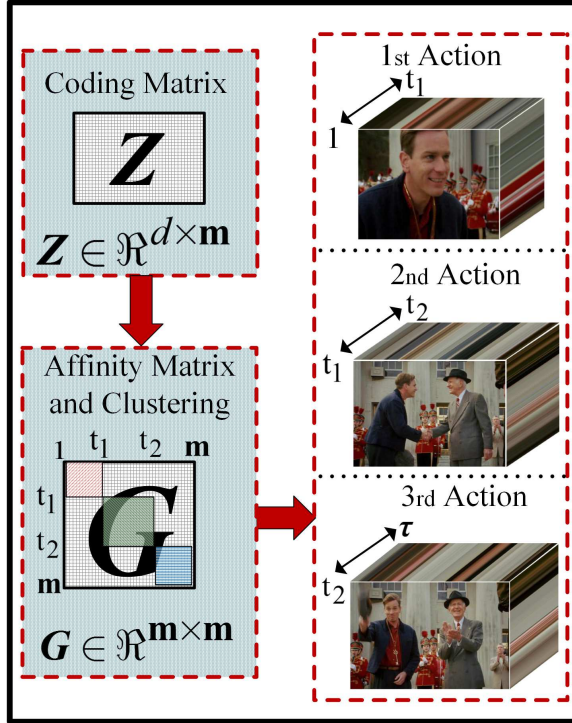 Coding Matrix
Z
Z ∈ ℜ^{d×m}
Affinity Matrix
and Clustering
1 t₁ t₂ m
t₁
t₂
m
G
G ∈ ℜ^{m×m}
1st Action
t₁
1
2nd Action
t₂
t₁
3rd Action
τ
t₂